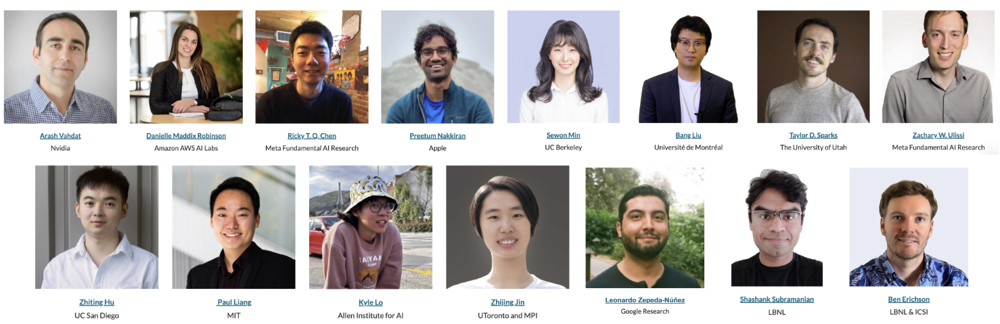 Arash Vahdat
Nvidia
Danielle Maddix Robinson
Amazon AWS AI Labs
Ricky T. Q. Chen
Meta Fundamental AI Research
Preetum Nakkiran
Apple
Sewon Min
UC Berkeley
Bang Liu
Université de Montréal
Taylor D. Sparks
The University of Utah
Zachary W. Ulissi
Meta Fundamental AI Research
Zhiting Hu
UC San Diego
Paul Liang
MIT
TAIYAKI
Kyle Lo
Allen Institute for AI
Zhijing Jin
UToronto and MPI
Leonardo Zepeda-Núñez
Google Research
Shashank Subramanian
LBNL
Ben Erichson
LBNL & ICSI